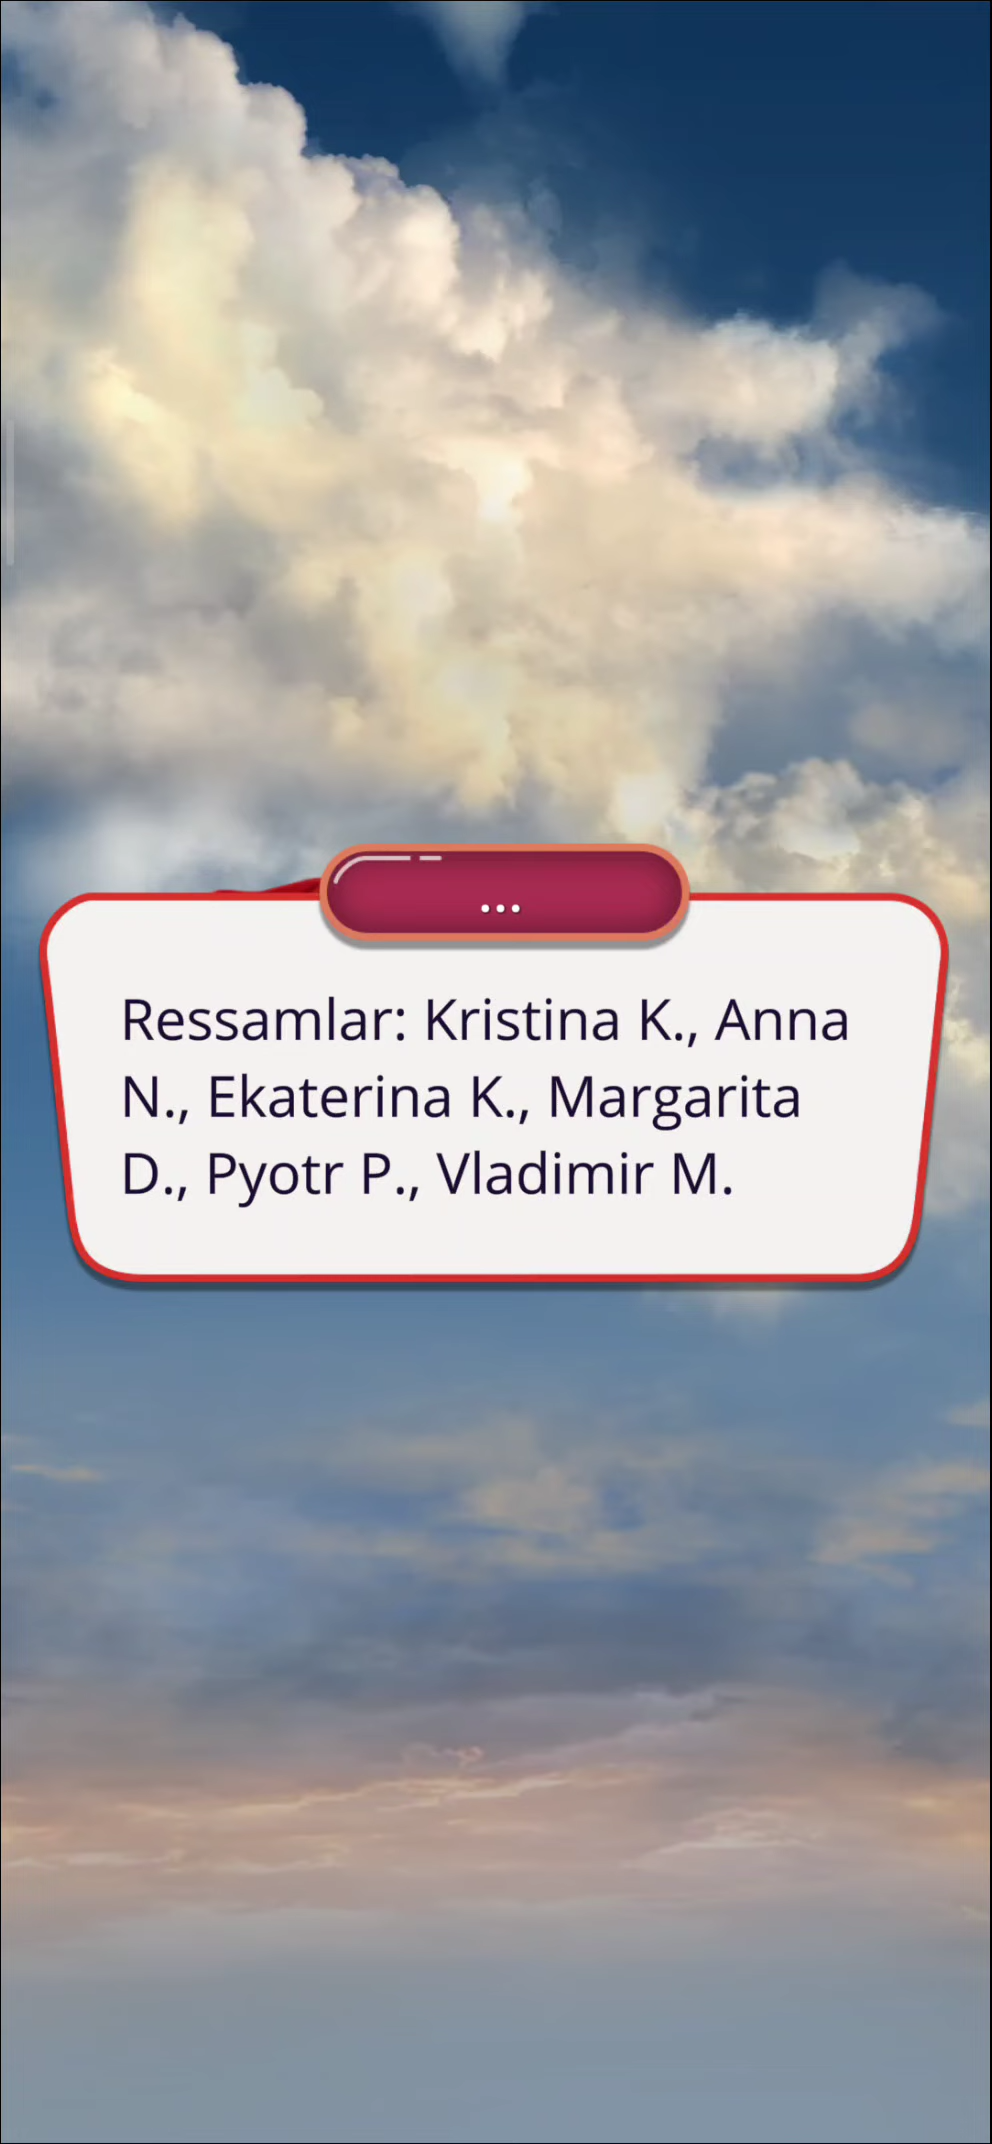 ...
Ressamlar: Kristina K., Anna
N., Ekaterina K., Margarita
D., Pyotr P., Vladimir M.